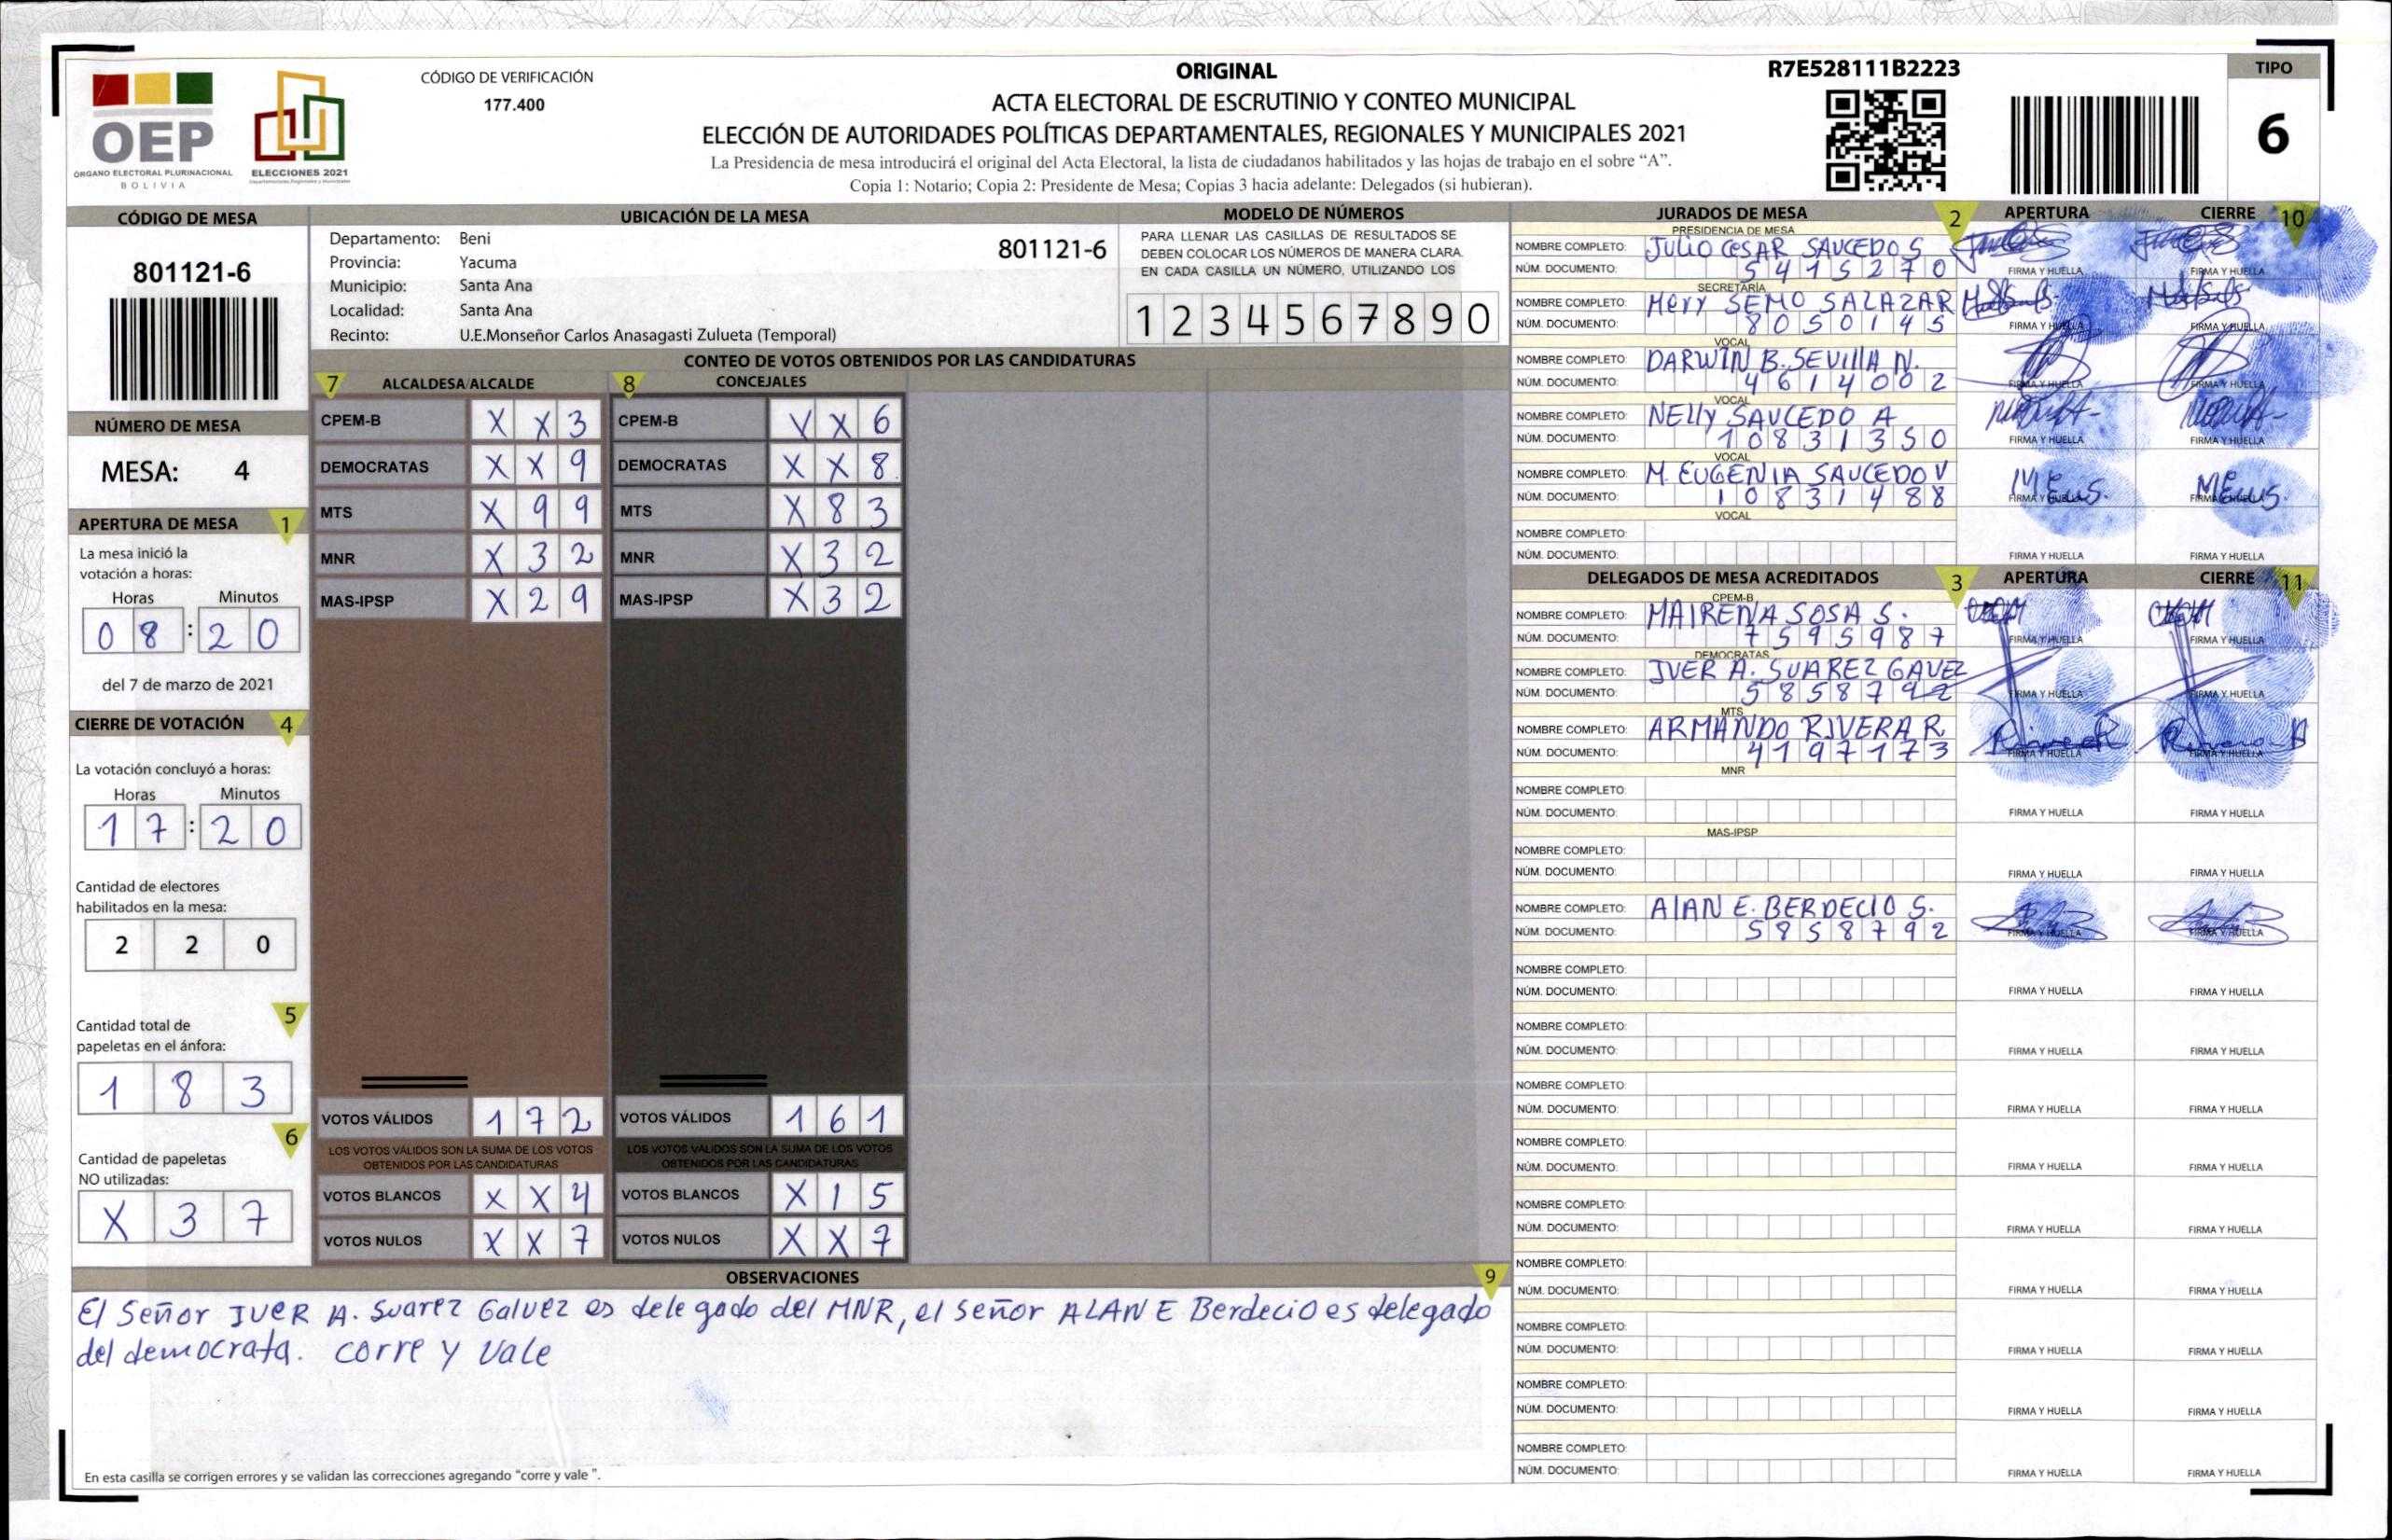 OEP
ÓRGANO ELECTORAL PLURINACIONAL
BOLIVIA
ELECCIONES 2021
CÓDIGO DE VERIFICACIÓN
177.400
ORIGINAL
ACTA ELECTORAL DE ESCRUTINIO Y CONTEO MUNICIPAL
ELECCIÓN DE AUTORIDADES POLÍTICAS DEPARTAMENTALES, REGIONALES Y MUNICIPALES 2021
La Presidencia de mesa introducirá el original del Acta Electoral, la lista de ciudadanos habilitados y las hojas de trabajo en el sobre “A”.
Copia 1: Notario; Copia 2: Presidente de Mesa; Copias 3 hacia adelante: Delegados (si hubieran).
R7E528111B2223
TIPO
6
CÓDIGO DE MESA
801121-6
NÚMERO DE MESA
MESA: 4
APERTURA DE MESA 1
La mesa inició la
votación a horas:
Horas Minutos
0 8 : 2 0
del 7 de marzo de 2021
CIERRE DE VOTACIÓN 4
La votación concluyó a horas:
Horas Minutos
1 7 : 2 0
Cantidad de electores
habilitados en la mesa:
2 2 0
5
Cantidad total de
papeletas en el ánfora:
1 8 3
6
Cantidad de papeletas
NO utilizadas:
X 3 7
UBICACIÓN DE LA MESA
Departamento: Beni
801121-6
Provincia: Yacuma
Municipio: Santa Ana
Localidad: Santa Ana
Recinto: U.E.Monseñor Carlos Anasagasti Zulueta (Temporal)
MODELO DE NÚMEROS
PARA LLENAR LAS CASILLAS DE RESULTADOS SE
DEBEN COLOCAR LOS NÚMEROS DE MANERA CLARA.
EN CADA CASILLA UN NÚMERO, UTILIZANDO LOS
1 2 3 4 5 6 7 8 9 0
CONTEO DE VOTOS OBTENIDOS POR LAS CANDIDATURAS
7 ALCALDESA/ALCALDE
CPEM-B X X 3
DEMOCRATAS X X 9
MTS X 9 9
MNR X 3 2
MAS-IPSP X 2 9
VOTOS VÁLIDOS 1 7 2
LOS VOTOS VÁLIDOS SON LA SUMA DE LOS VOTOS
OBTENIDOS POR LAS CANDIDATURAS
VOTOS BLANCOS X X 4
VOTOS NULOS X X 7
8 CONCEJALES
CPEM-B X X 6
DEMOCRATAS X X 8
MTS X 8 3
MNR X 3 2
MAS-IPSP X 3 2
VOTOS VÁLIDOS 1 6 1
LOS VOTOS VÁLIDOS SON LA SUMA DE LOS VOTOS
OBTENIDOS POR LAS CANDIDATURAS
VOTOS BLANCOS X 1 5
VOTOS NULOS X X 7
OBSERVACIONES 9
El Señor IVER A. Suarez Galvez es delegado del MNR, el señor ALAN E Berdecio es delegado
del democrata. corre y vale
En esta casilla se corrigen errores y se validan las correcciones agregando “corre y vale ”.
JURADOS DE MESA 2 APERTURA CIERRE 10
PRESIDENCIA DE MESA
NOMBRE COMPLETO: JULIO CESAR SAUCEDO S
NÚM. DOCUMENTO: 5 4 1 5 2 7 0 FIRMA Y HUELLA FIRMA Y HUELLA
SECRETARÍA
NOMBRE COMPLETO: Mery SEMO SALAZAR
NÚM. DOCUMENTO: 8 0 5 0 1 4 5 FIRMA Y HUELLA FIRMA Y HUELLA
VOCAL
NOMBRE COMPLETO: DARWIN B. SEVIllA N.
NÚM. DOCUMENTO: 4 6 1 4 0 0 2 FIRMA Y HUELLA FIRMA Y HUELLA
VOCAL
NOMBRE COMPLETO: NELLy SAUCEDO A
NÚM. DOCUMENTO: 1 0 8 3 1 3 5 0 FIRMA Y HUELLA FIRMA Y HUELLA
VOCAL
NOMBRE COMPLETO: M. EUGENIA SAUCEDO V
NÚM. DOCUMENTO: 1 0 8 3 1 4 8 8 FIRMA Y HUELLA FIRMA Y HUELLA
VOCAL
NOMBRE COMPLETO:
NÚM. DOCUMENTO: FIRMA Y HUELLA FIRMA Y HUELLA
DELEGADOS DE MESA ACREDITADOS 3 APERTURA CIERRE 11
CPEM-B
NOMBRE COMPLETO: MAIRENA SOSA S.
NÚM. DOCUMENTO: 7 5 9 5 9 8 7 FIRMA Y HUELLA FIRMA Y HUELLA
DEMOCRATAS
NOMBRE COMPLETO: IVER A. SUAREZ GAVEZ
NÚM. DOCUMENTO: 5 8 5 8 7 9 2 FIRMA Y HUELLA FIRMA Y HUELLA
MTS
NOMBRE COMPLETO: ARMANDO RIVERA R
NÚM. DOCUMENTO: 4 1 9 7 1 7 3 FIRMA Y HUELLA FIRMA Y HUELLA
MNR
NOMBRE COMPLETO:
NÚM. DOCUMENTO: FIRMA Y HUELLA FIRMA Y HUELLA
MAS-IPSP
NOMBRE COMPLETO:
NÚM. DOCUMENTO: FIRMA Y HUELLA FIRMA Y HUELLA
NOMBRE COMPLETO: AlAN E. BERDECIO S.
NÚM. DOCUMENTO: 5 8 5 8 7 9 2 FIRMA Y HUELLA FIRMA Y HUELLA
NOMBRE COMPLETO:
NÚM. DOCUMENTO: FIRMA Y HUELLA FIRMA Y HUELLA
NOMBRE COMPLETO:
NÚM. DOCUMENTO: FIRMA Y HUELLA FIRMA Y HUELLA
NOMBRE COMPLETO:
NÚM. DOCUMENTO: FIRMA Y HUELLA FIRMA Y HUELLA
NOMBRE COMPLETO:
NÚM. DOCUMENTO: FIRMA Y HUELLA FIRMA Y HUELLA
NOMBRE COMPLETO:
NÚM. DOCUMENTO: FIRMA Y HUELLA FIRMA Y HUELLA
NOMBRE COMPLETO:
NÚM. DOCUMENTO: FIRMA Y HUELLA FIRMA Y HUELLA
NOMBRE COMPLETO:
NÚM. DOCUMENTO: FIRMA Y HUELLA FIRMA Y HUELLA
NOMBRE COMPLETO:
NÚM. DOCUMENTO: FIRMA Y HUELLA FIRMA Y HUELLA
NOMBRE COMPLETO:
NÚM. DOCUMENTO: FIRMA Y HUELLA FIRMA Y HUELLA